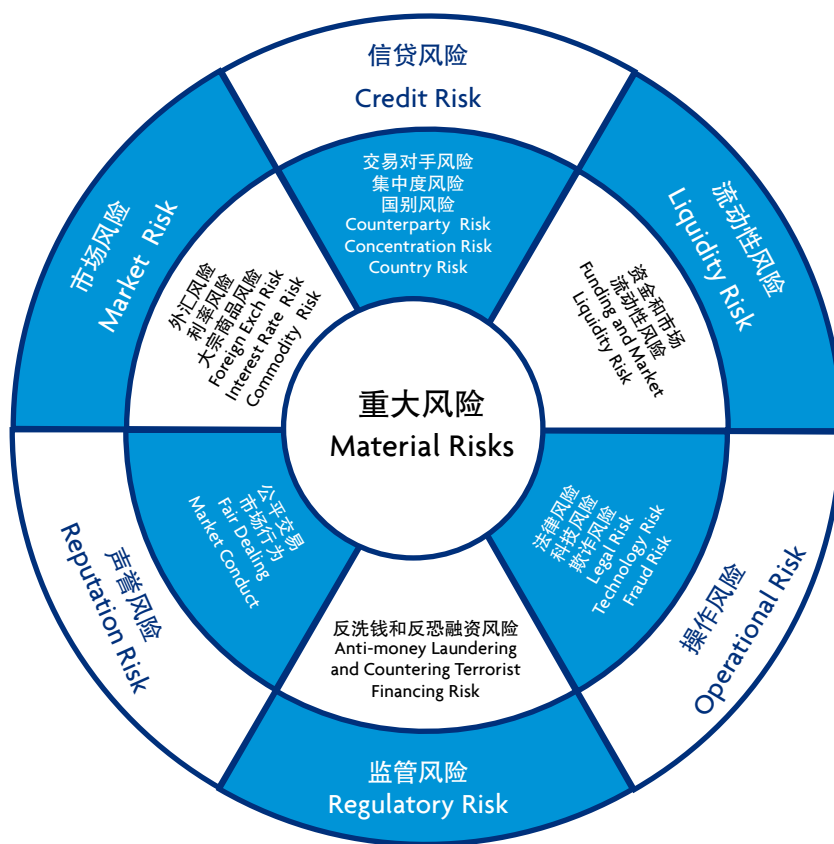 信贷风险
Credit Risk
交易对手风险
集中度风险
国别风险
Counterparty Risk
Concentration Risk
Country Risk
流动性风险
Liquidity Risk
资金和市场
流动性风险
Funding and Market
Liquidity Risk
操作风险
Operational Risk
法律风险
科技风险
欺诈风险
Legal Risk
Technology Risk
Fraud Risk
监管风险
Regulatory Risk
反洗钱和反恐融资风险
Anti-money Laundering
and Countering Terrorist
Financing Risk
声誉风险
Reputation Risk
公平交易
市场行为
Fair Dealing
Market Conduct
市场风险
Market Risk
外汇风险
利率风险
大宗商品风险
Foreign Exch Risk
Interest Rate Risk
Commodity Risk
重大风险
Material Risks